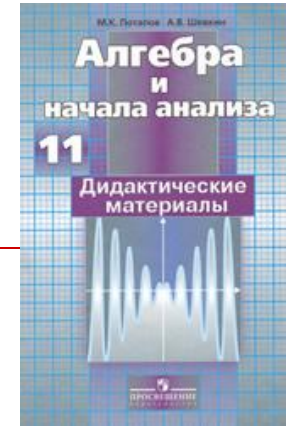 М.К. Потапов А.В. Шевкин
Алгебра
и
начала анализа
11
Дидактические
материалы
ПРОСВЕЩЕНИЕ